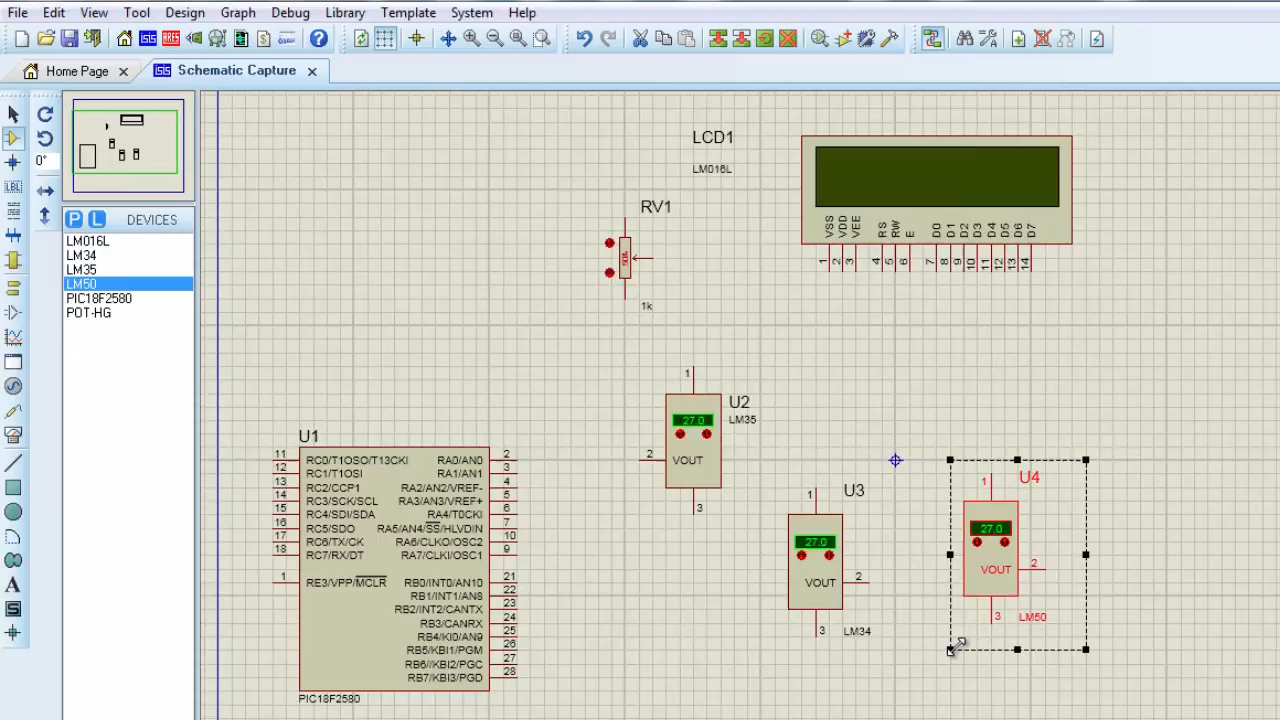 File Edit View Tool Design Graph Debug Library Template System Help
Home Page
Schematic Capture
0°
LBL
P L DEVICES
LM016L
LM34
LM35
LM50
PIC18F2580
POT-HG
LCD1
LM016L
VSS VDD VEE RS RW E D0 D1 D2 D3 D4 D5 D6 D7
1 2 3 4 5 6 7 8 9 10 11 12 13 14
RV1
50%
1k
U2
LM35
1
27.0
2
VOUT
3
U1
11 RC0/T1OSO/T13CKI RA0/AN0 2
12 RC1/T1OSI RA1/AN1 3
13 RC2/CCP1 RA2/AN2/VREF- 4
14 RC3/SCK/SCL RA3/AN3/VREF+ 5
15 RC4/SDI/SDA RA4/T0CKI 6
16 RC5/SDO RA5/AN4/SS/HLVDIN 7
17 RC6/TX/CK RA6/CLKO/OSC2 10
18 RC7/RX/DT RA7/CLKI/OSC1 9
1 RE3/VPP/MCLR RB0/INT0/AN10 21
RB1/INT1/AN8 22
RB2/INT2/CANTX 23
RB3/CANRX 24
RB4/KI0/AN9 25
RB5/KBI1/PGM 26
RB6//KBI2/PGC 27
RB7/KBI3/PGD 28
PIC18F2580
U3
1
27.0
VOUT
2
3
LM34
U4
1
27.0
VOUT
2
3
LM50